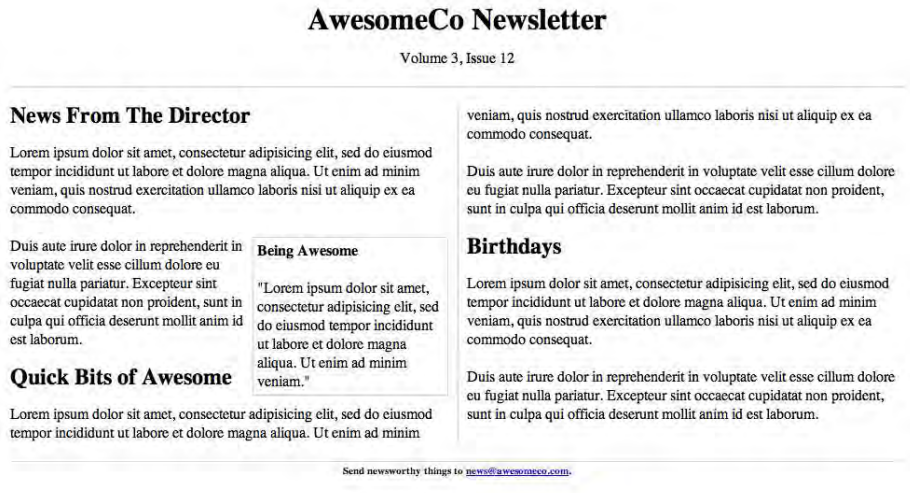 AwesomeCo Newsletter
Volume 3, Issue 12
News From The Director
Lorem ipsum dolor sit amet, consectetur adipisicing elit, sed do eiusmod
tempor incididunt ut labore et dolore magna aliqua. Ut enim ad minim
veniam, quis nostrud exercitation ullamco laboris nisi ut aliquip ex ea
commodo consequat.
Duis aute irure dolor in reprehenderit in
voluptate velit esse cillum dolore eu
fugiat nulla pariatur. Excepteur sint
occaecat cupidatat non proident, sunt in
culpa qui officia deserunt mollit anim id
est laborum.
Being Awesome
"Lorem ipsum dolor sit amet,
consectetur adipisicing elit, sed
do eiusmod tempor incididunt
ut labore et dolore magna
aliqua. Ut enim ad minim
veniam."
Quick Bits of Awesome
Lorem ipsum dolor sit amet, consectetur adipisicing elit, sed do eiusmod
tempor incididunt ut labore et dolore magna aliqua. Ut enim ad minim
veniam, quis nostrud exercitation ullamco laboris nisi ut aliquip ex ea
commodo consequat.
Duis aute irure dolor in reprehenderit in voluptate velit esse cillum dolore
eu fugiat nulla pariatur. Excepteur sint occaecat cupidatat non proident,
sunt in culpa qui officia deserunt mollit anim id est laborum.
Birthdays
Lorem ipsum dolor sit amet, consectetur adipisicing elit, sed do eiusmod
tempor incididunt ut labore et dolore magna aliqua. Ut enim ad minim
veniam, quis nostrud exercitation ullamco laboris nisi ut aliquip ex ea
commodo consequat.
Duis aute irure dolor in reprehenderit in voluptate velit esse cillum dolore
eu fugiat nulla pariatur. Excepteur sint occaecat cupidatat non proident,
sunt in culpa qui officia deserunt mollit anim id est laborum.
Send newsworthy things to news@awesomeco.com.